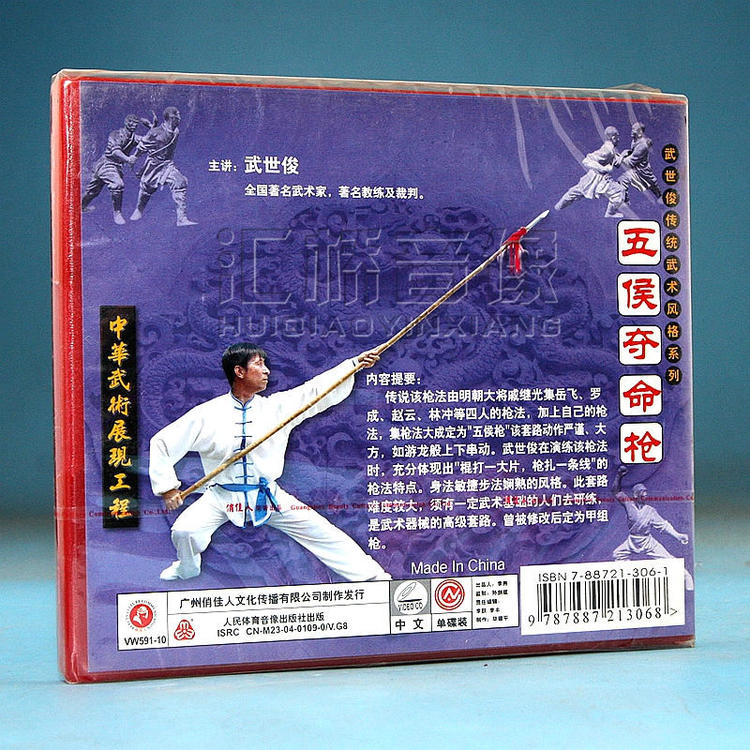 主讲：武世俊
全国著名武术家，著名教练及裁判。
武世俊传统武术风格系列
五侯夺命枪
汇俏音像
HUIQIAOYINXIANG
中華武術展現工程
内容提要：
传说该枪法由明朝大将戚继光集岳飞、罗
成、赵云、林冲等四人的枪法，加上自己的枪
法，集枪法大成定为"五侯枪"该套路动作严谨、大
方，如游龙般上下串动。武世俊在演练该枪法
时，充分体现出"棍打一大片，枪扎一条线"的
枪法特点。身法敏捷步法娴熟的风格。此套路
难度较大，须有一定武术基础的人们去研练，
是武术器械的高级套路。曾被修改后定为甲组
枪。
俏佳人
Made In China
VW591-10
广州俏佳人文化传播有限公司制作发行
人民体育音像出版社出版
ISRC CN-M23-04-0109-0/V.G8
VIDEO CD
中文
单碟装
责任编辑：
ISBN 7-88721-306-1
9 787887 213068 >